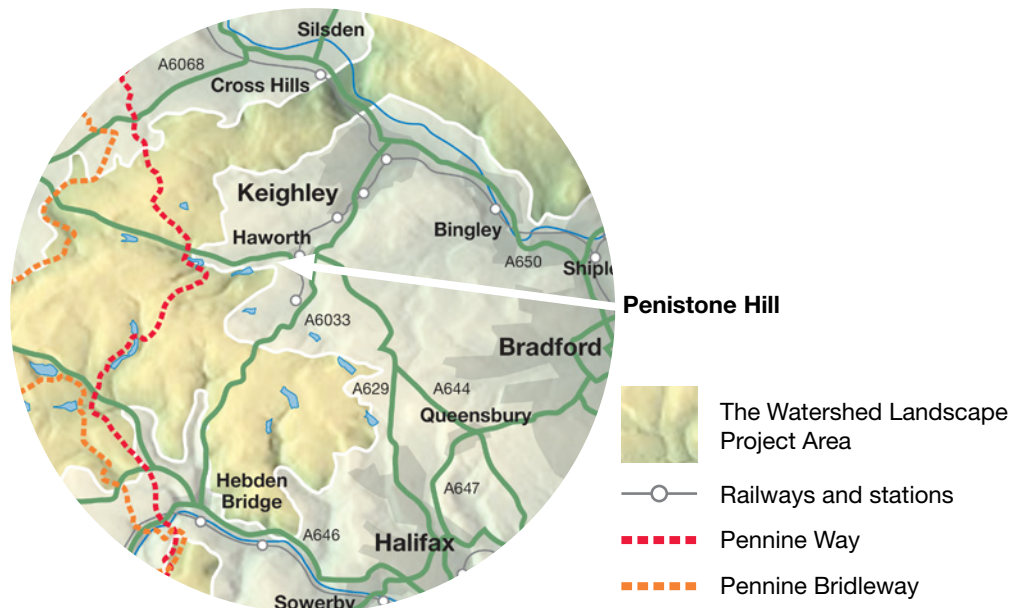 Silsden
A6068
Cross Hills
Keighley
Haworth
Bingley
A650
Shipl
Penistone Hill
A6033
Bradford
A629
A644
Queensbury
A647
Hebden
Bridge
A646
Halifax
Sowerby
The Watershed Landscape
Project Area
Railways and stations
Pennine Way
Pennine Bridleway